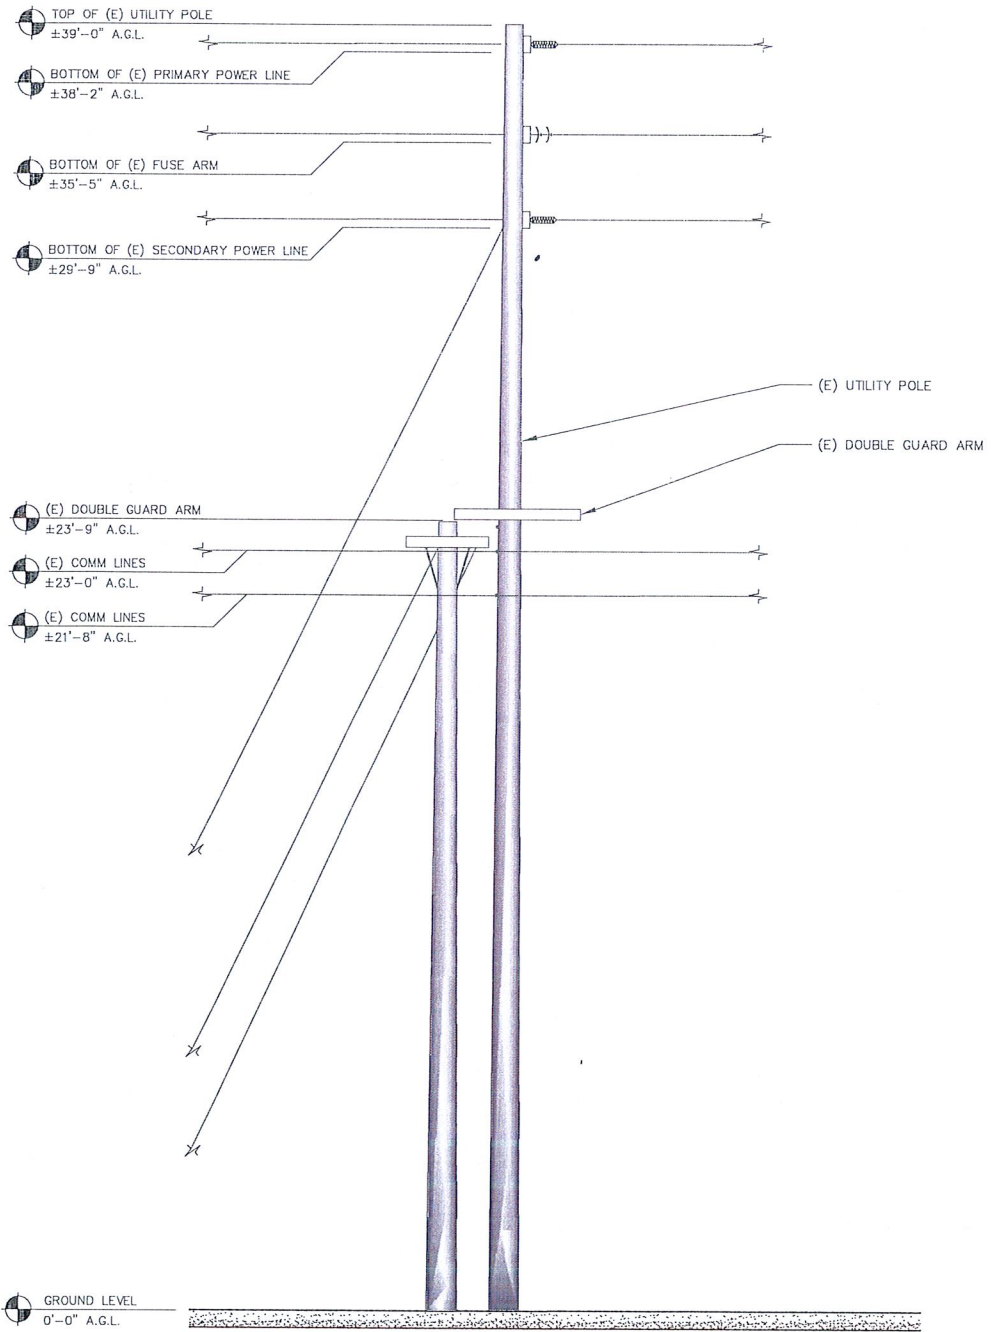 TOP OF (E) UTILITY POLE
±39'-0" A.G.L.
BOTTOM OF (E) PRIMARY POWER LINE
±38'-2" A.G.L.
BOTTOM OF (E) FUSE ARM
±35'-5" A.G.L.
BOTTOM OF (E) SECONDARY POWER LINE
±29'-9" A.G.L.
(E) UTILITY POLE
(E) DOUBLE GUARD ARM
(E) DOUBLE GUARD ARM
±23'-9" A.G.L.
(E) COMM LINES
±23'-0" A.G.L.
(E) COMM LINES
±21'-8" A.G.L.
GROUND LEVEL
0'-0" A.G.L.